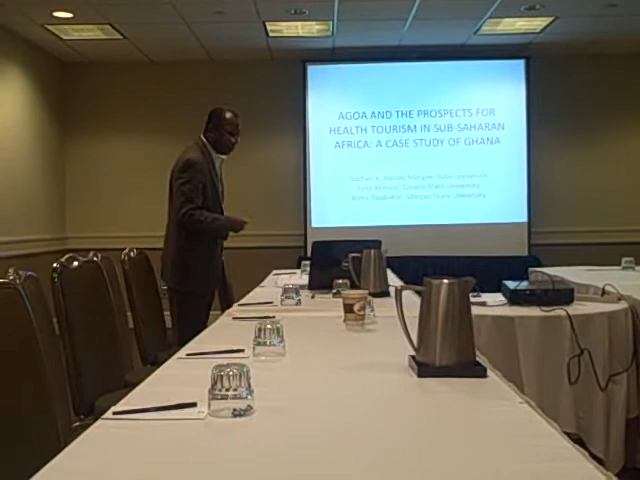 AGOA AND THE PROSPECTS FOR
HEALTH TOURISM IN SUB-SAHARAN
AFRICA: A CASE STUDY OF GHANA
Morgan State University
State University
Morgan State University